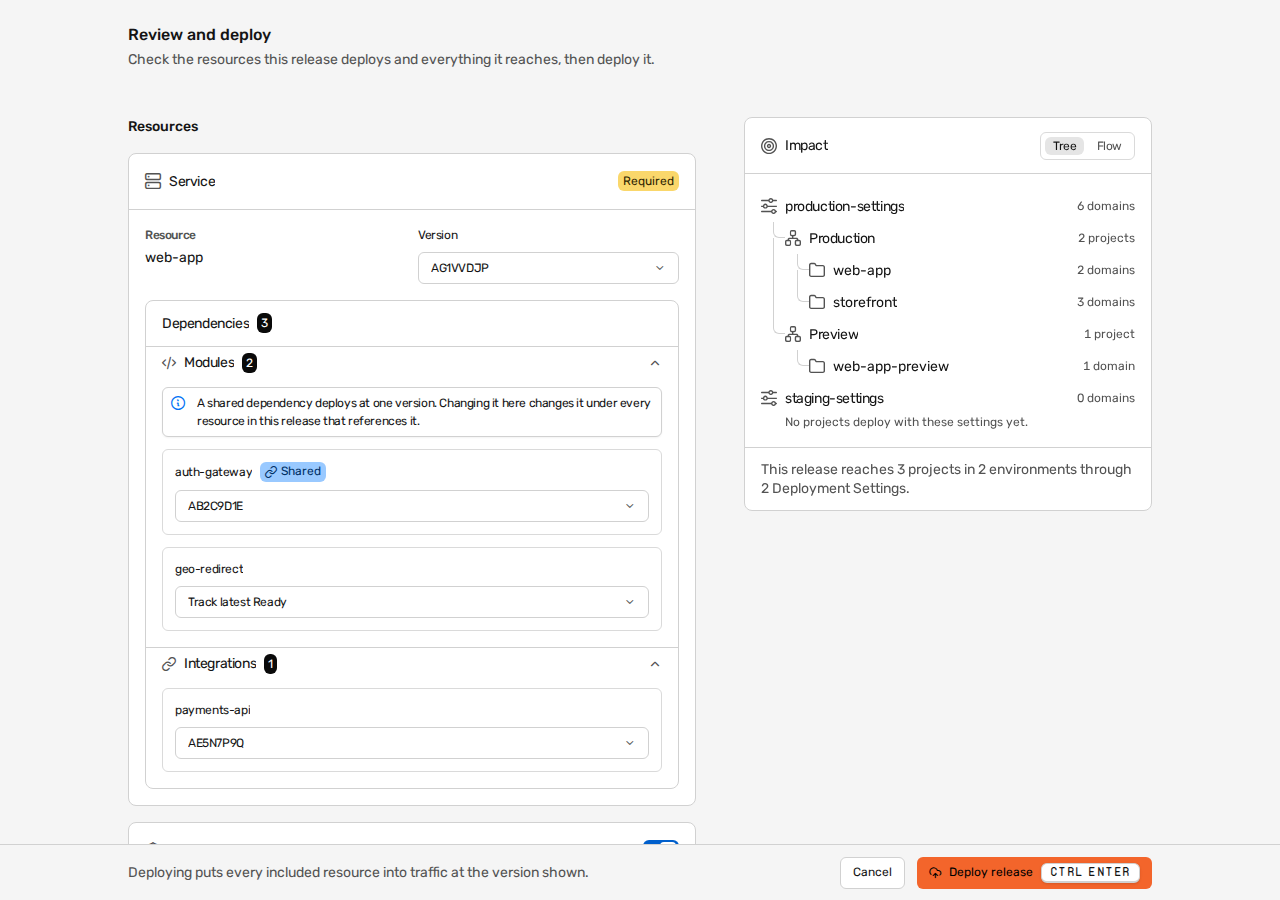 Review and deploy
Check the resources this release deploys and everything it reaches, then deploy it.
Resources
Service
Required
Resource
web-app
Version
AG1VVDJP
Dependencies 3
Modules 2
A shared dependency deploys at one version. Changing it here changes it under every
resource in this release that references it.
auth-gateway
Shared
AB2C9D1E
geo-redirect
Track latest Ready
Integrations 1
payments-api
AE5N7P9Q
Impact
Tree
Flow
production-settings
6 domains
Production
2 projects
web-app
2 domains
storefront
3 domains
Preview
1 project
web-app-preview
1 domain
staging-settings
0 domains
No projects deploy with these settings yet.
This release reaches 3 projects in 2 environments through
2 Deployment Settings.
Deploying puts every included resource into traffic at the version shown.
Cancel
Deploy release
CTRL ENTER